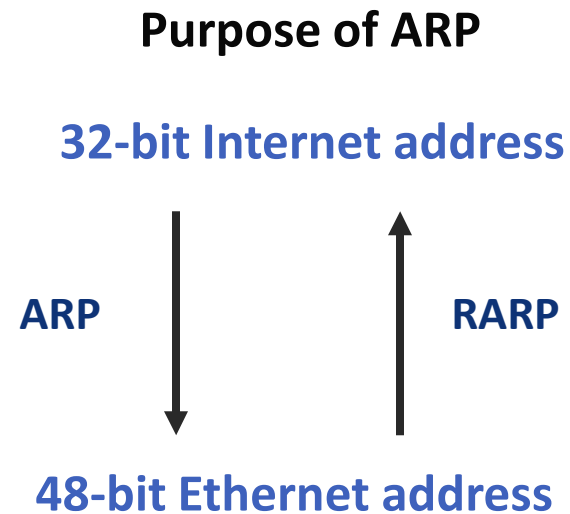 Purpose of ARP
32-bit Internet address
ARP
RARP
48-bit Ethernet address